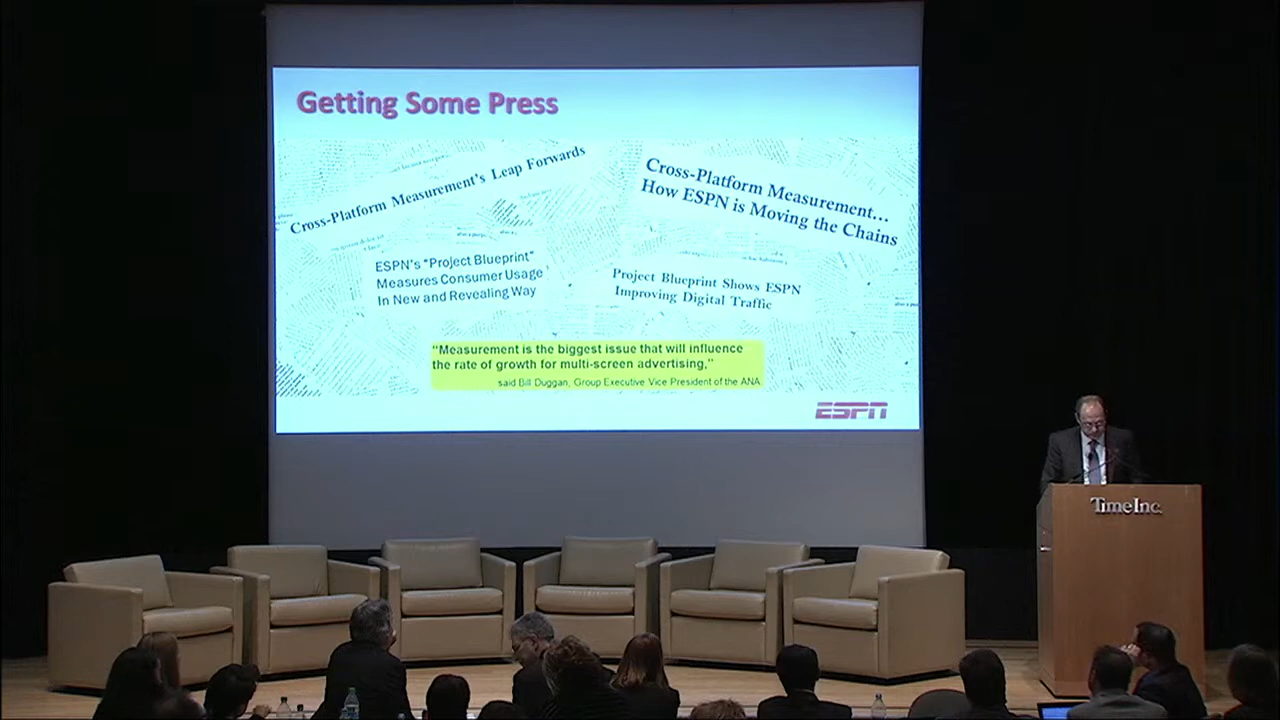 Getting Some Press
Cross-Platform Measurement's Leap Forwards
Cross-Platform Measurement...
How ESPN is Moving the Chains
ESPN's "Project Blueprint"
Measures Consumer Usage
In New and Revealing Way
Project Blueprint Shows ESPN
Improving Digital Traffic
"Measurement is the biggest issue that will influence
the rate of growth for multi-screen advertising,"
said Bill Duggan, Group Executive Vice President of the ANA
ESPN
TimeInc.